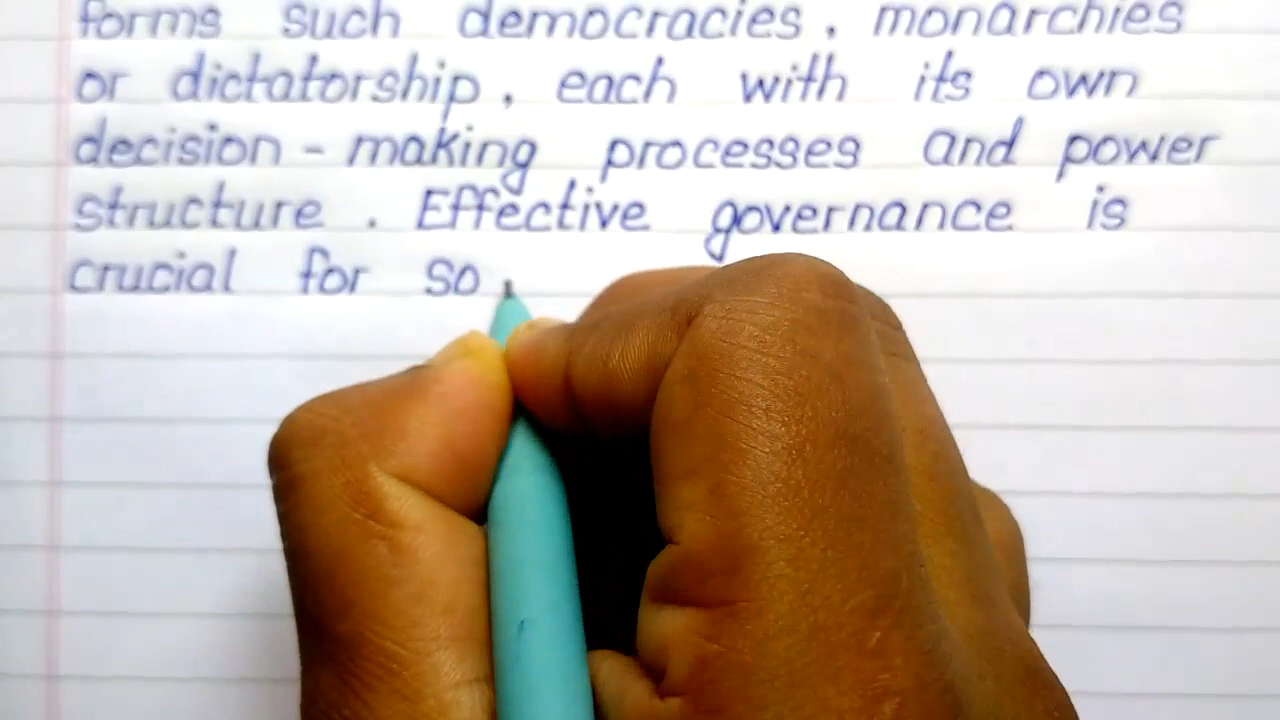 forms such democracies, monarchies
or dictatorship, each with its own
decision-making processes and power
structure. Effective governance is
crucial for so